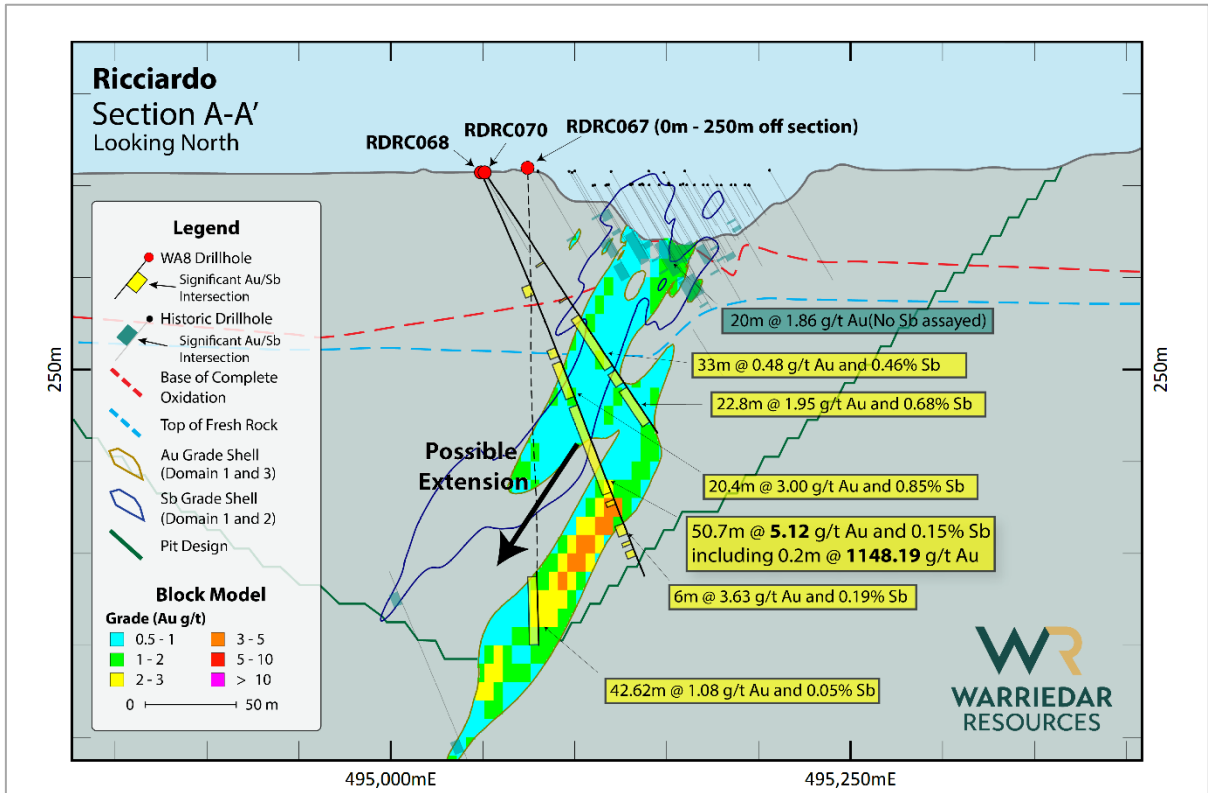 Ricciardo
Section A-A'
Looking North
RDRC068
RDRC070
RDRC067 (0m - 250m off section)
Legend
WA8 Drillhole
Significant Au/Sb
Intersection
Historic Drillhole
Significant Au/Sb
Intersection
Base of Complete
Oxidation
Top of Fresh Rock
Au Grade Shell
(Domain 1 and 3)
Sb Grade Shell
(Domain 1 and 2)
Pit Design
Block Model
Grade (Au g/t)
0.5 - 1
3 - 5
1 - 2
5 - 10
2 - 3
> 10
0
50 m
250m
250m
Possible
Extension
20m @ 1.86 g/t Au(No Sb assayed)
33m @ 0.48 g/t Au and 0.46% Sb
22.8m @ 1.95 g/t Au and 0.68% Sb
20.4m @ 3.00 g/t Au and 0.85% Sb
50.7m @ 5.12 g/t Au and 0.15% Sb
including 0.2m @ 1148.19 g/t Au
6m @ 3.63 g/t Au and 0.19% Sb
42.62m @ 1.08 g/t Au and 0.05% Sb
WR
WARRIEDAR
RESOURCES
495,000mE
495,250mE